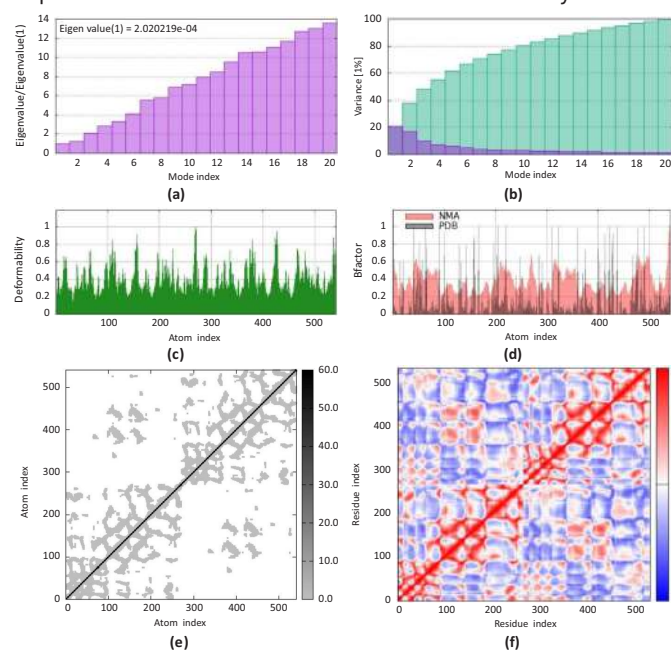 14
12
10
8
6
4
2
0
Eigenvalue/Eigenvalue(1)
Eigen value(1) = 2.020219e-04
2 4 6 8 10 12 14 16 18 20
Mode index
(a)
100
80
60
40
20
0
Variance [1%]
2 4 6 8 10 12 14 16 18 20
Mode index
(b)
1
0.8
0.6
0.4
0.2
0
Deformability
100 200 300 400 500
Atom index
(c)
1
0.8
0.6
0.4
0.2
0
Bfactor
NMA
PDB
100 200 300 400 500
Atom index
(d)
500
400
300
200
100
0
Atom index
0 100 200 300 400 500
Atom index
60.0
50.0
40.0
30.0
20.0
10.0
0.0
(e)
500
400
300
200
100
0
Residue index
0 100 200 300 400 500
Residue index
(f)